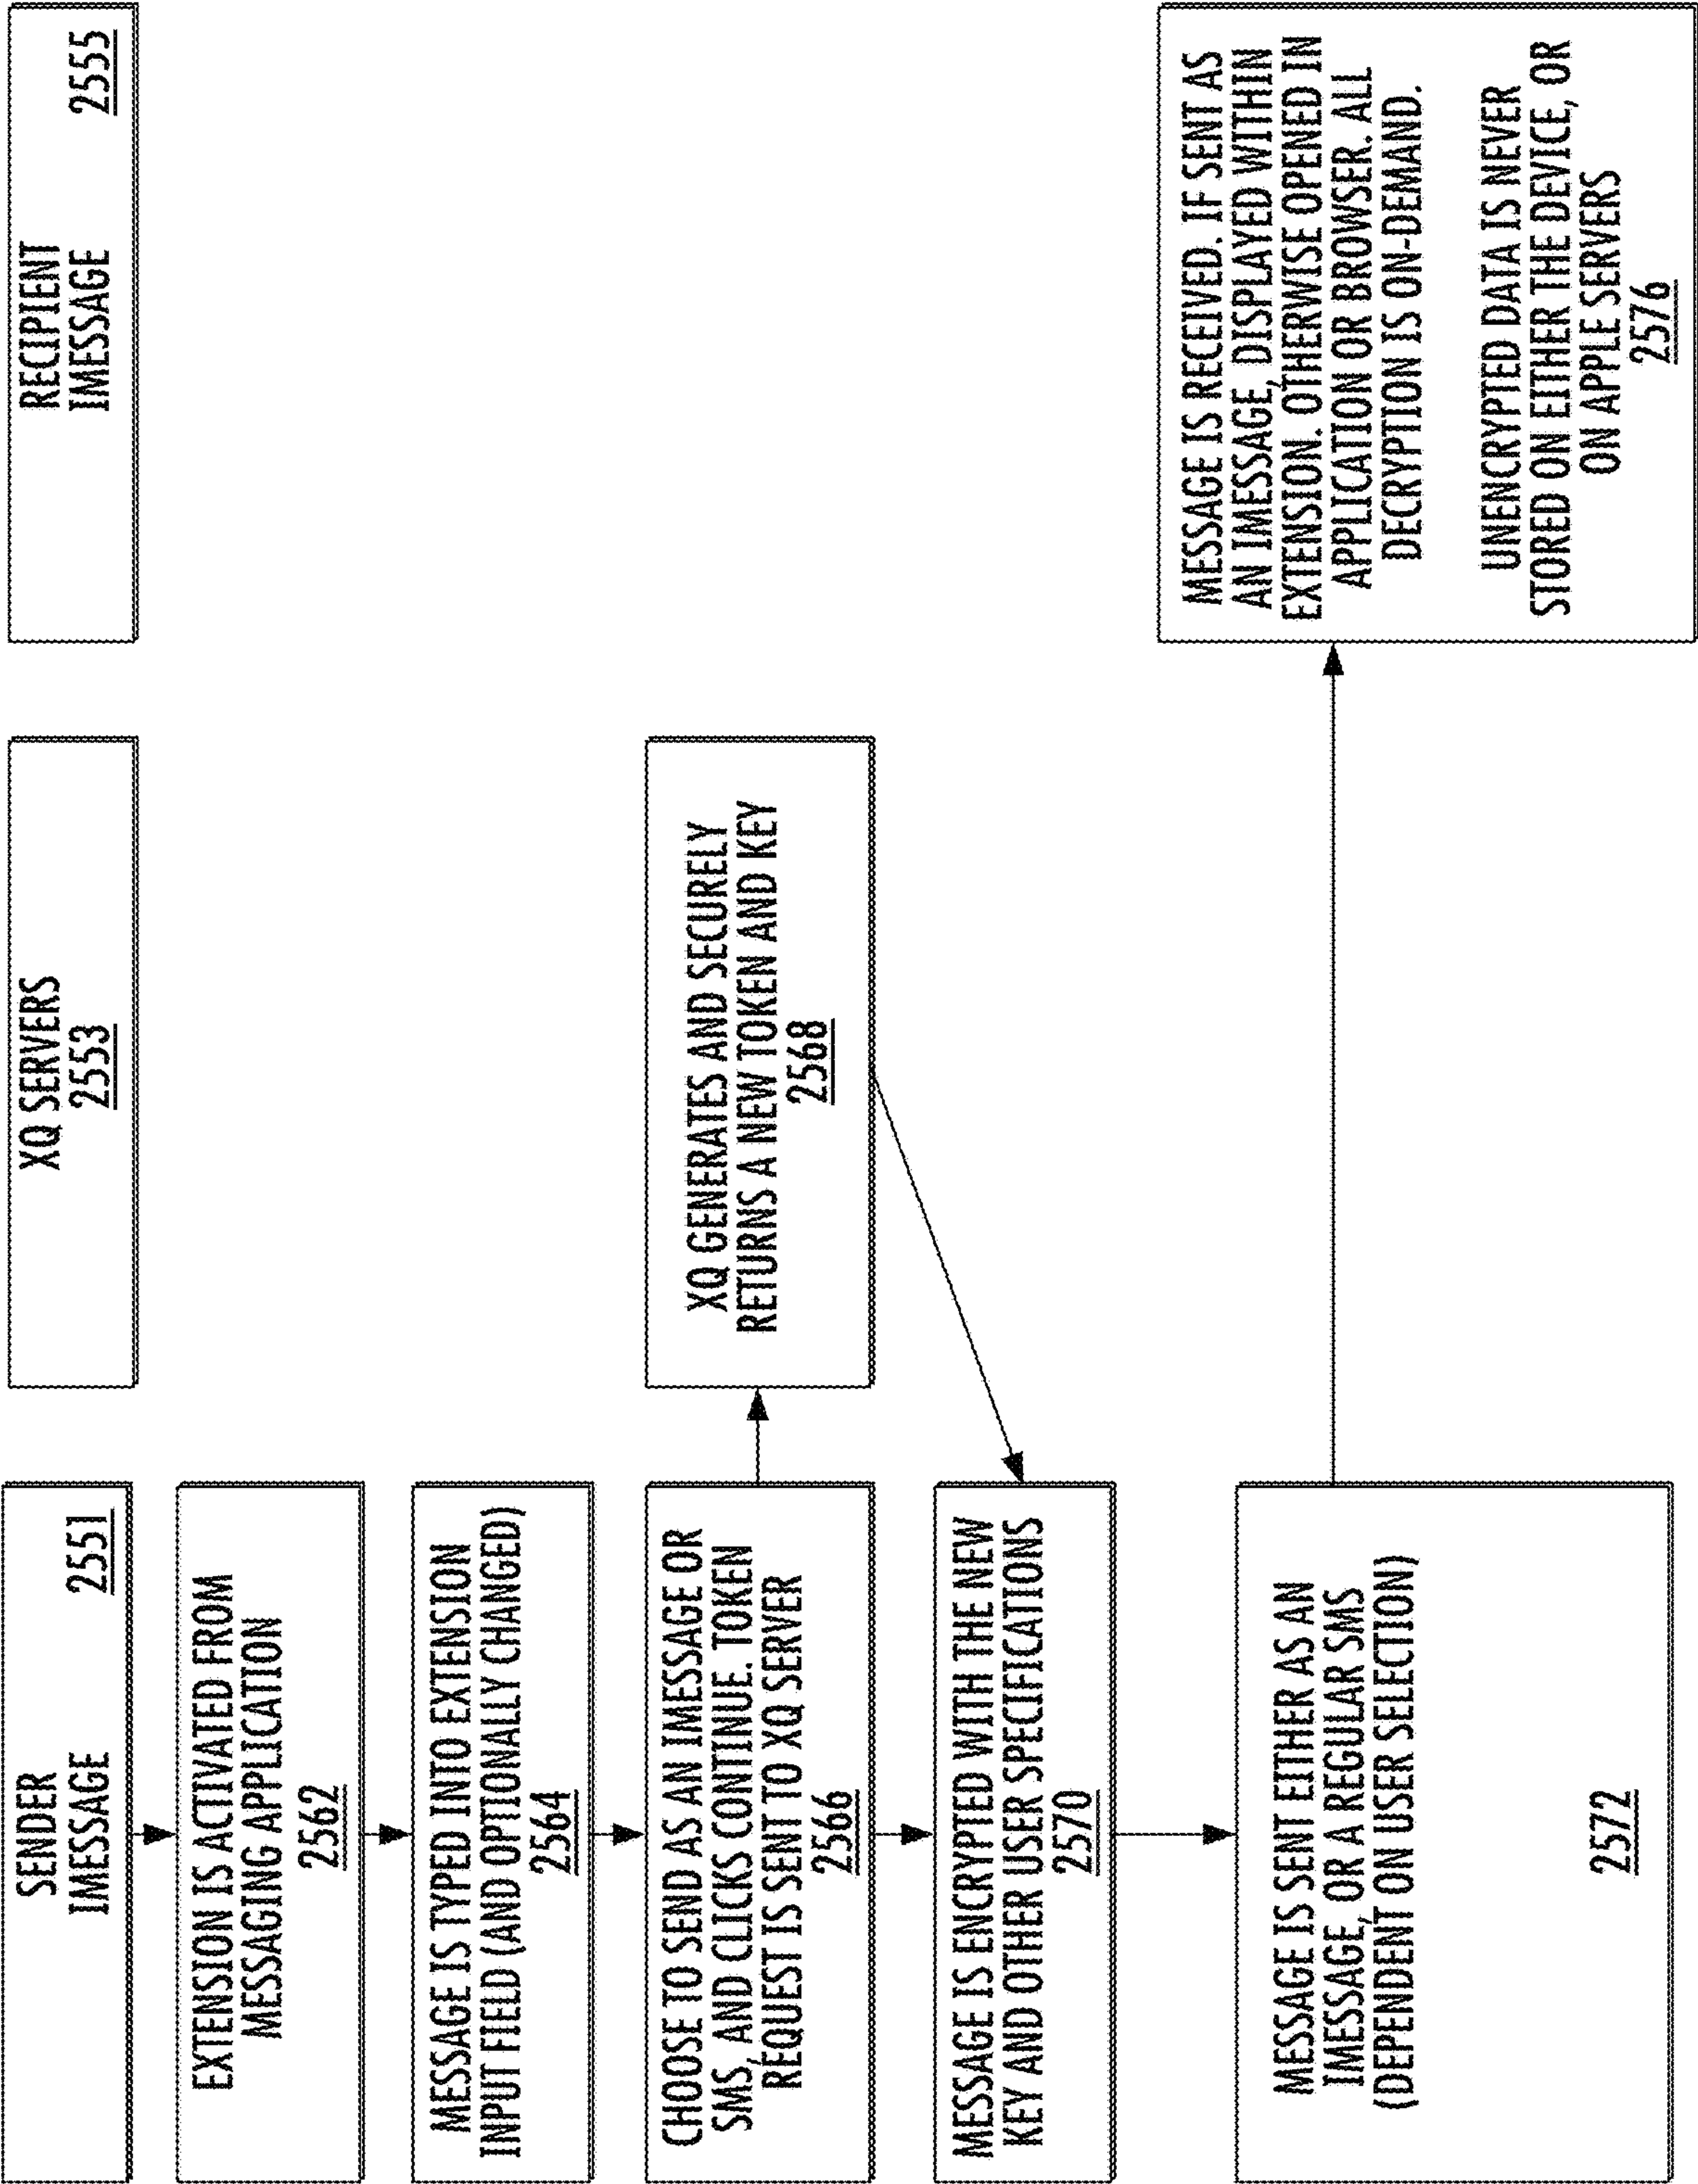 SENDER
IMESSAGE
2551
XQ SERVERS
2553
RECIPIENT
IMESSAGE
2555
EXTENSION IS ACTIVATED FROM
MESSAGING APPLICATION
2562
MESSAGE IS TYPED INTO EXTENSION
INPUT FIELD (AND OPTIONALLY CHANGED)
2564
CHOOSE TO SEND AS AN IMESSAGE OR
SMS, AND CLICKS CONTINUE. TOKEN
REQUEST IS SENT TO XQ SERVER
2566
XQ GENERATES AND SECURELY
RETURNS A NEW TOKEN AND KEY
2568
MESSAGE IS ENCRYPTED WITH THE NEW
KEY AND OTHER USER SPECIFICATIONS
2570
MESSAGE IS SENT EITHER AS AN
IMESSAGE, OR A REGULAR SMS
(DEPENDENT ON USER SELECTION)
2572
MESSAGE IS RECEIVED. IF SENT AS
AN IMESSAGE, DISPLAYED WITHIN
EXTENSION. OTHERWISE OPENED IN
APPLICATION OR BROWSER. ALL
DECRYPTION IS ON-DEMAND.
UNENCRYPTED DATA IS NEVER
STORED ON EITHER THE DEVICE, OR
ON APPLE SERVERS
2576